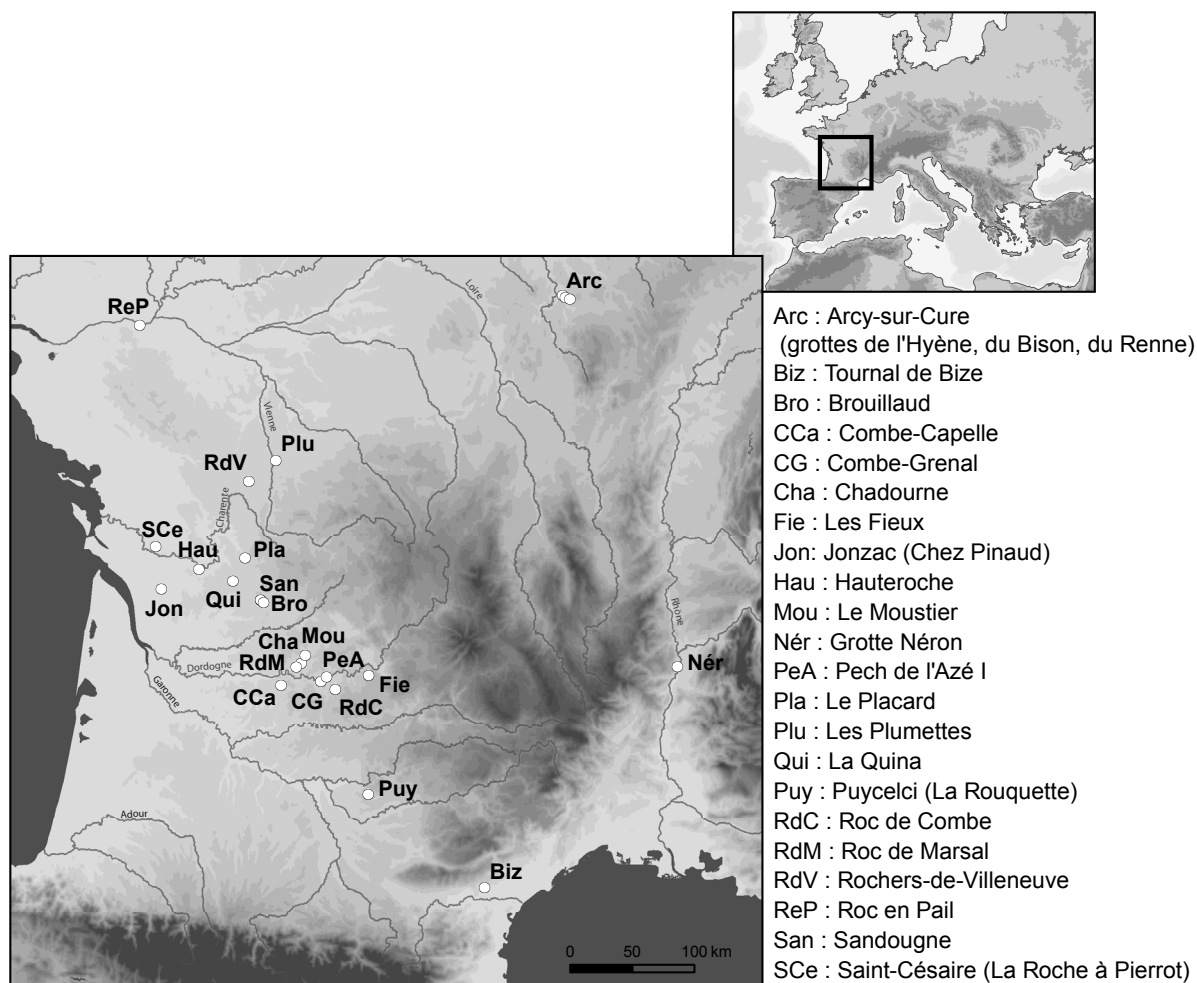 Arc
ReP
Loire
Vienne
Plu
RdV
Charente
SCe
Hau
Pla
San
Qui
Bro
Jon
Rhône
Mou
Cha
PeA
RdM
Dordogne
Nér
Fie
CCa
CG
RdC
Garonne
Puy
Adour
Biz
0 50 100 km
Arc : Arcy-sur-Cure
(grottes de l'Hyène, du Bison, du Renne)
Biz : Tournal de Bize
Bro : Brouillaud
CCa : Combe-Capelle
CG : Combe-Grenal
Cha : Chadourne
Fie : Les Fieux
Jon: Jonzac (Chez Pinaud)
Hau : Hauteroche
Mou : Le Moustier
Nér : Grotte Néron
PeA : Pech de l'Azé I
Pla : Le Placard
Plu : Les Plumettes
Qui : La Quina
Puy : Puycelci (La Rouquette)
RdC : Roc de Combe
RdM : Roc de Marsal
RdV : Rochers-de-Villeneuve
ReP : Roc en Pail
San : Sandougne
SCe : Saint-Césaire (La Roche à Pierrot)